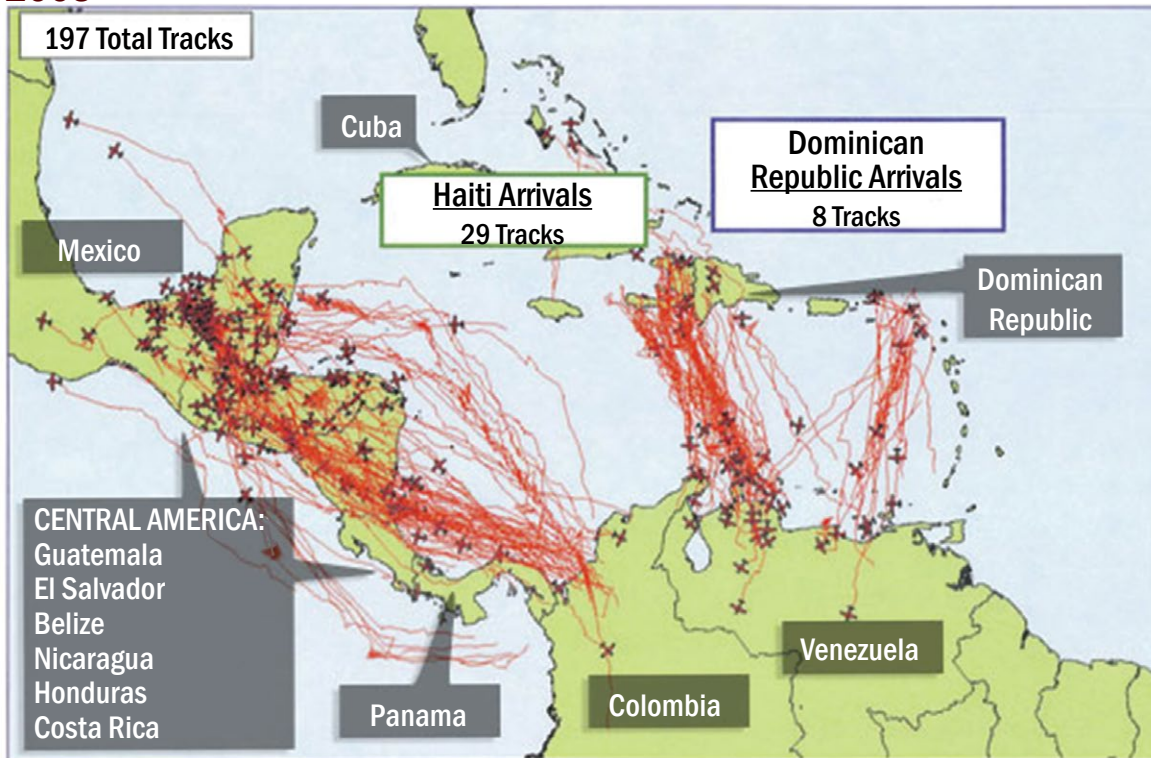 197 Total Tracks
Cuba
Haiti Arrivals
29 Tracks
Dominican
Republic Arrivals
8 Tracks
Mexico
Dominican
Republic
CENTRAL AMERICA:
Guatemala
El Salvador
Belize
Nicaragua
Honduras
Costa Rica
Panama
Colombia
Venezuela